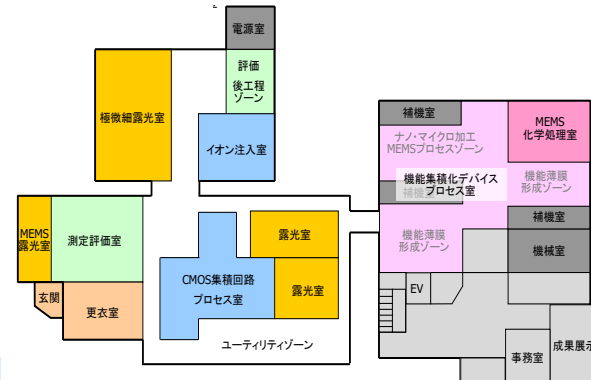 電源室
評価
後工程
ゾーン
極微細露光室
イオン注入室
補機室
MEMS
化学処理室
ナノ・マイクロ加工
MEMSプロセスゾーン
機能集積化デバイス
プロセス室
補機室
機能薄膜
形成ゾーン
補機室
機能薄膜
形成ゾーン
機械室
MEMS
露光室
測定評価室
露光室
CMOS集積回路
プロセス室
露光室
玄関
更衣室
EV
ユーティリティゾーン
事務室
成果展示